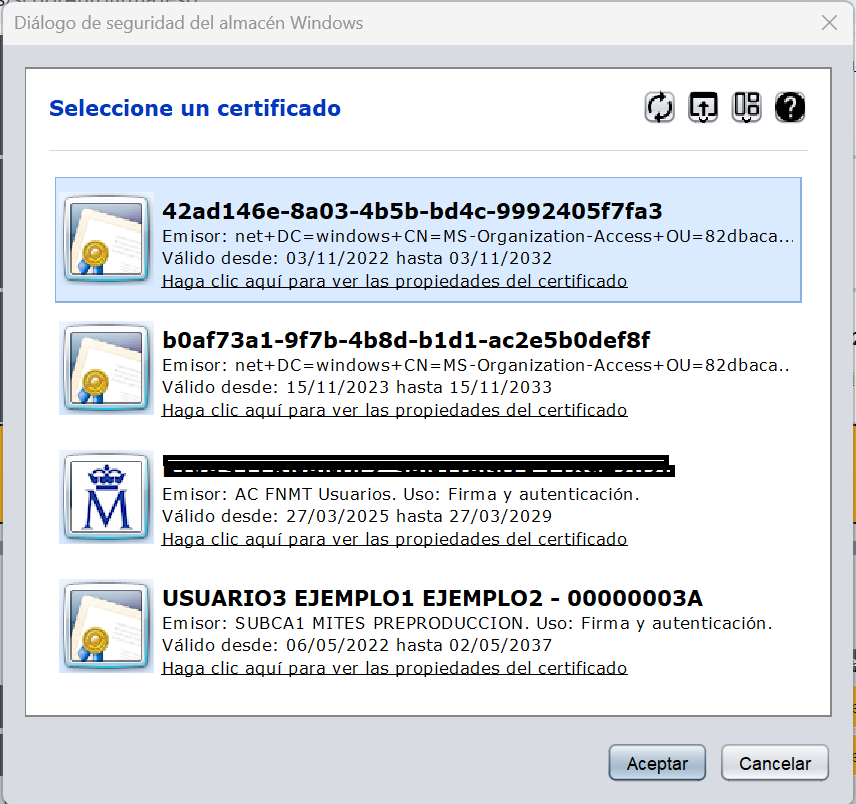 Diálogo de seguridad del almacén Windows
Seleccione un certificado
42ad146e-8a03-4b5b-bd4c-9992405f7fa3
Emisor: net+DC=windows+CN=MS-Organization-Access+OU=82dbaca...
Válido desde: 03/11/2022 hasta 03/11/2032
Haga clic aquí para ver las propiedades del certificado
b0af73a1-9f7b-4b8d-b1d1-ac2e5b0def8f
Emisor: net+DC=windows+CN=MS-Organization-Access+OU=82dbaca..
Válido desde: 15/11/2023 hasta 15/11/2033
Haga clic aquí para ver las propiedades del certificado
Emisor: AC FNMT Usuarios. Uso: Firma y autenticación.
Válido desde: 27/03/2025 hasta 27/03/2029
Haga clic aquí para ver las propiedades del certificado
USUARIO3 EJEMPLO1 EJEMPLO2 - 00000003A
Emisor: SUBCA1 MITES PREPRODUCCION. Uso: Firma y autenticación.
Válido desde: 06/05/2022 hasta 02/05/2037
Haga clic aquí para ver las propiedades del certificado
Aceptar Cancelar